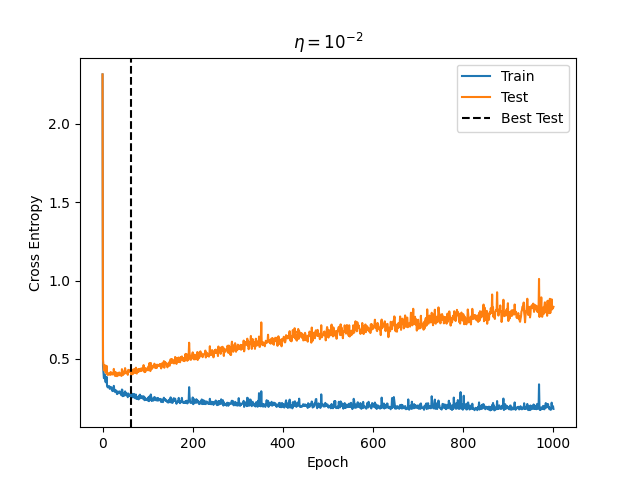 η = 10⁻²
Train
Test
Best Test
Cross Entropy
2.0
1.5
1.0
0.5
0 200 400 600 800 1000
Epoch